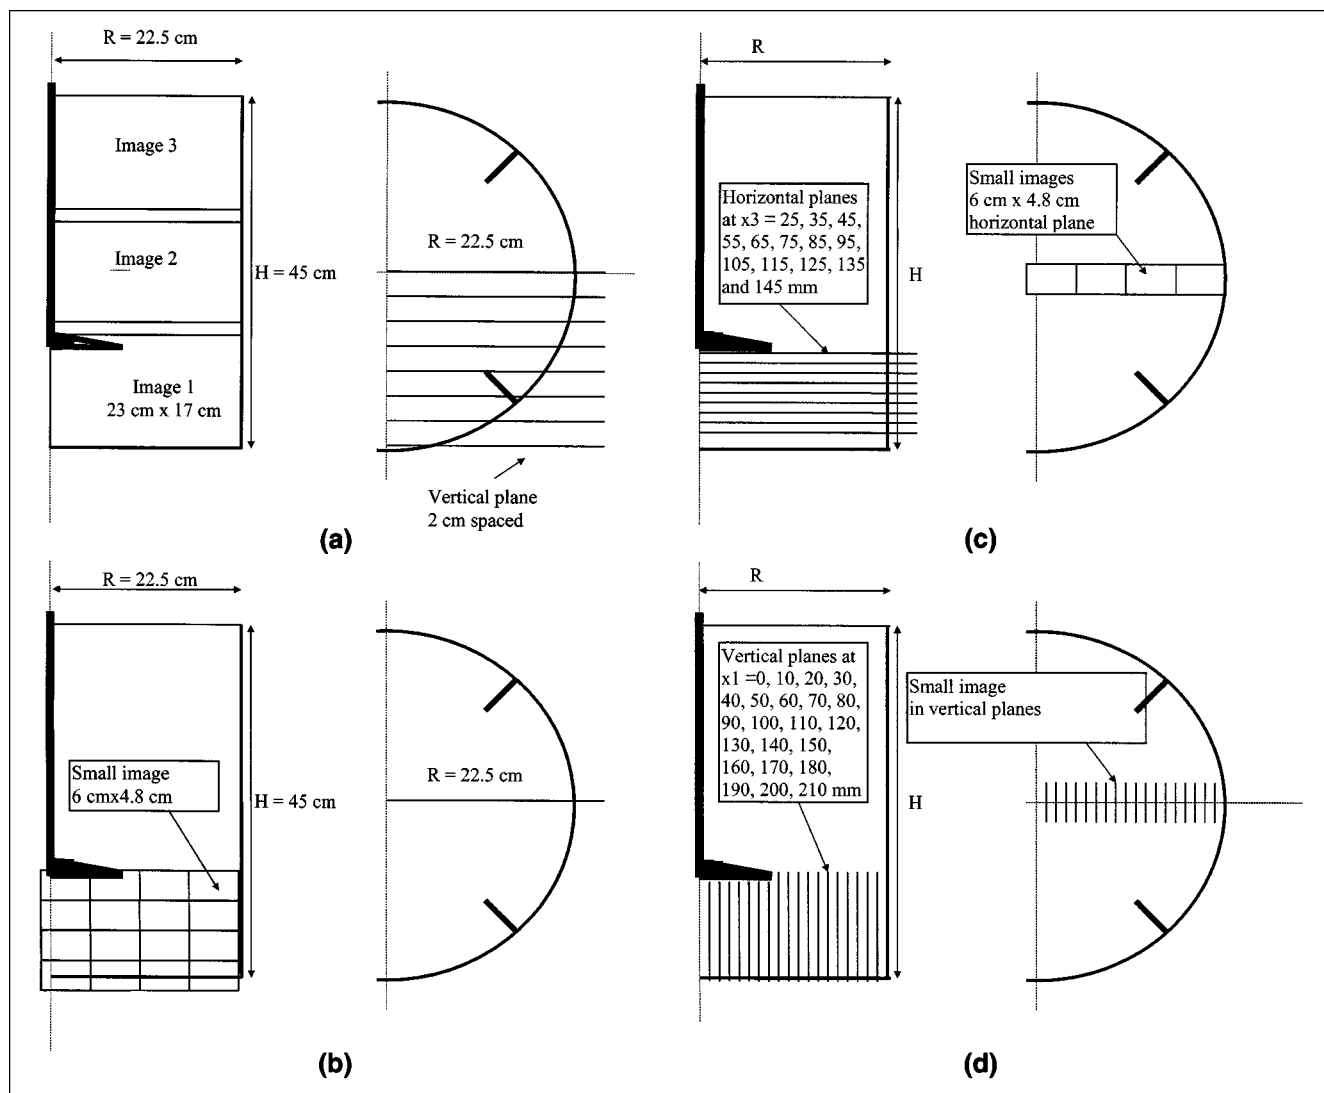 R = 22.5 cm
Image 3
Image 2
H = 45 cm
Image 1
23 cm x 17 cm
R = 22.5 cm
Vertical plane
2 cm spaced
(a)
R
Horizontal planes
at x3 = 25, 35, 45,
55, 65, 75, 85, 95,
105, 115, 125, 135
and 145 mm
H
Small images
6 cm x 4.8 cm
horizontal plane
(c)
R = 22.5 cm
Small image
6 cmx4.8 cm
H = 45 cm
R = 22.5 cm
(b)
R
Vertical planes at
x1 =0, 10, 20, 30,
40, 50, 60, 70, 80,
90, 100, 110, 120,
130, 140, 150,
160, 170, 180,
190, 200, 210 mm
H
Small image
in vertical planes
(d)